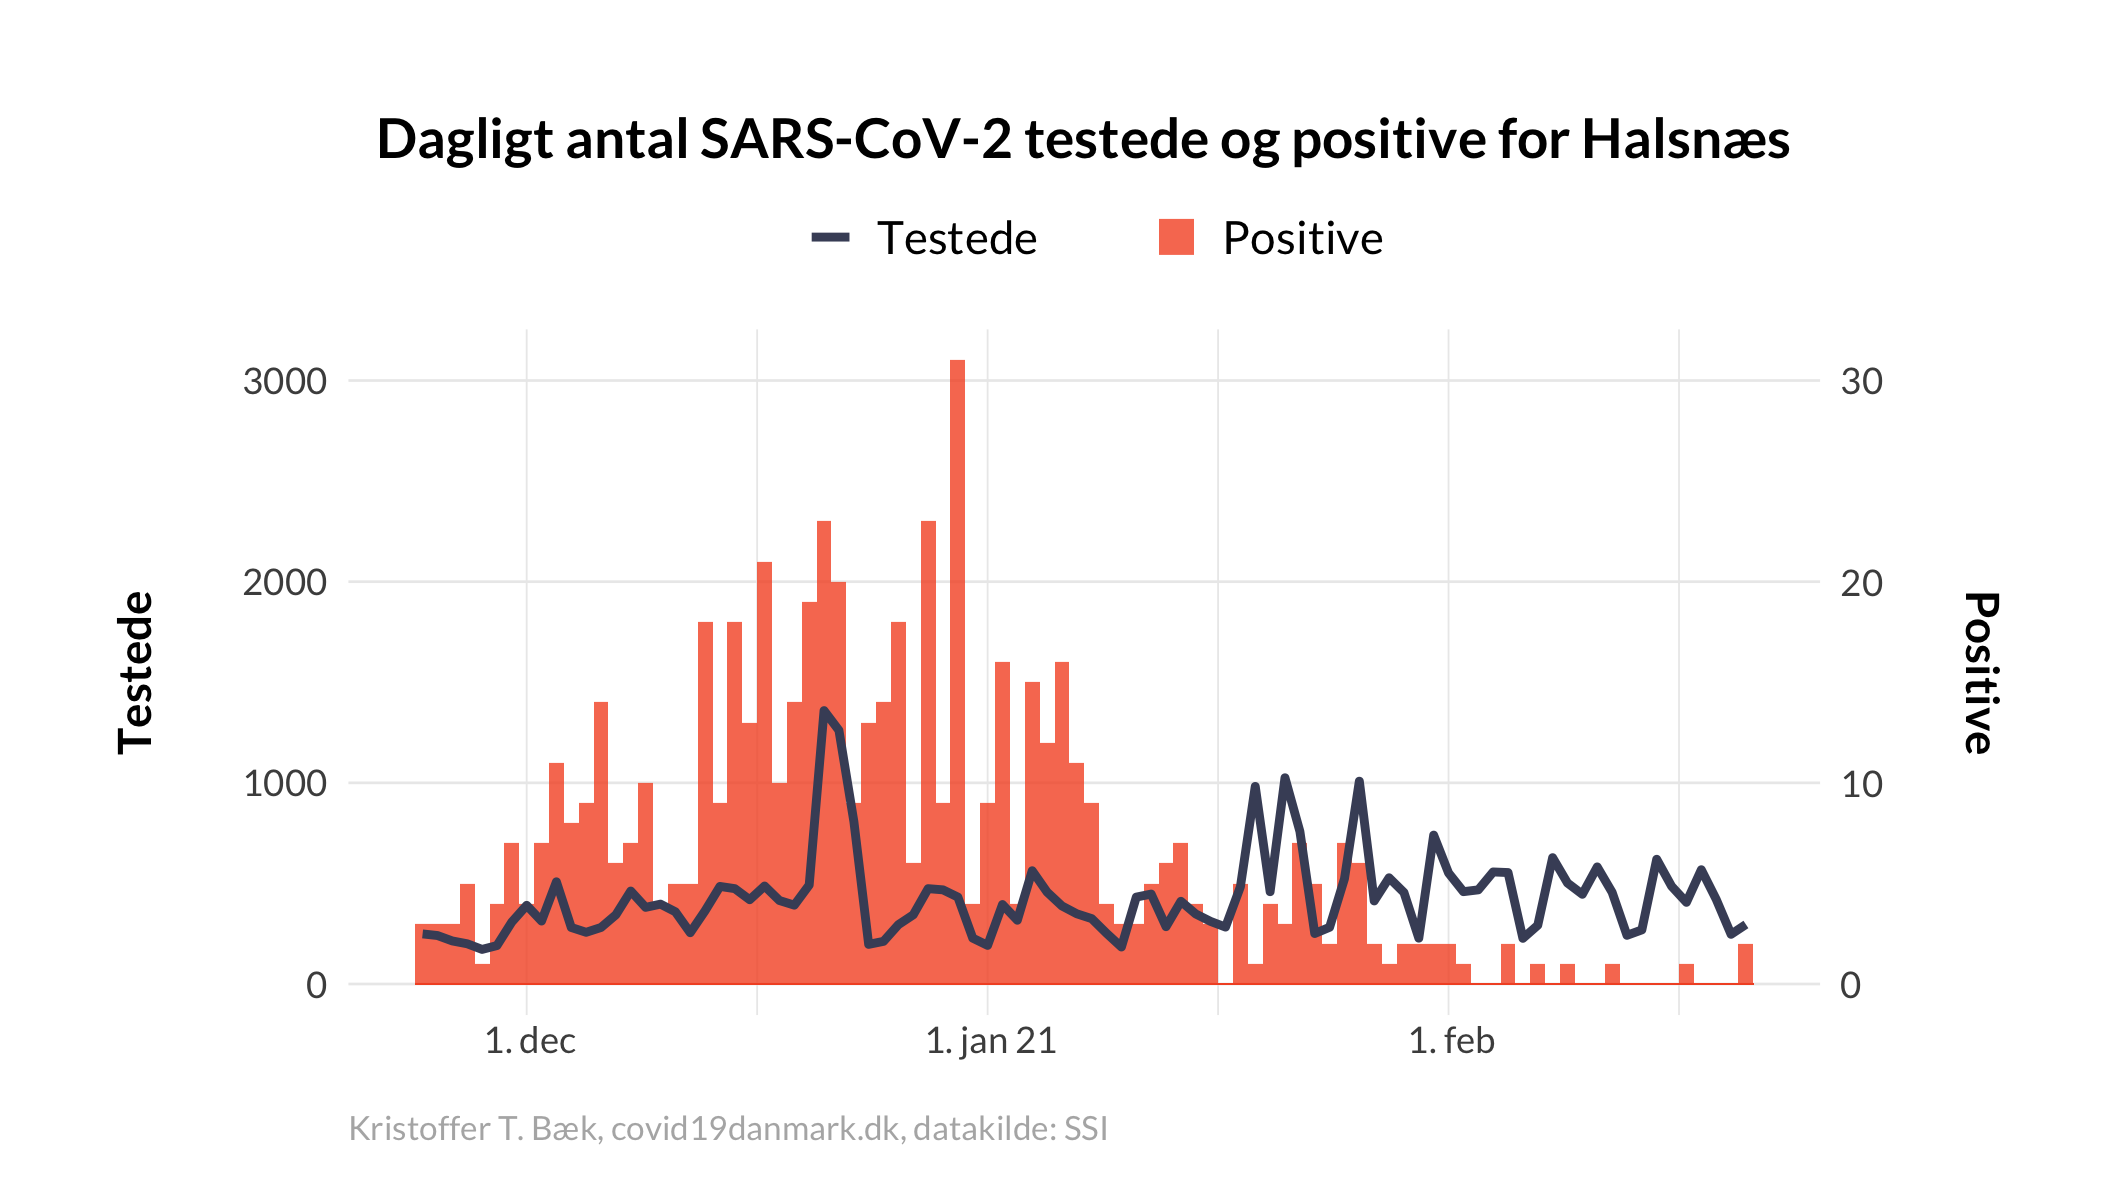 Dagligt antal SARS-CoV-2 testede og positive for Halsnæs
Testede
Positive
3000
2000
1000
0
30
20
10
0
Testede
Positive
1. dec
1. jan 21
1. feb
Kristoffer T. Bæk, covid19danmark.dk, datakilde: SSI